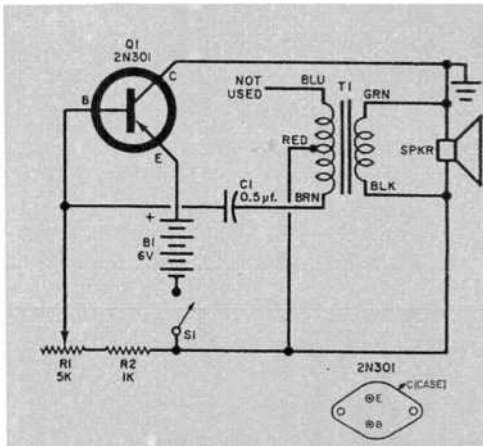 Q1
2N301
C
B
E
NOT
USED
BLU
T1
GRN
RED
SPKR
C1
0.5µf.
BRN
BLK
+
B1
6V
S1
R1
5K
R2
1K
2N301
C(CASE)
E
B